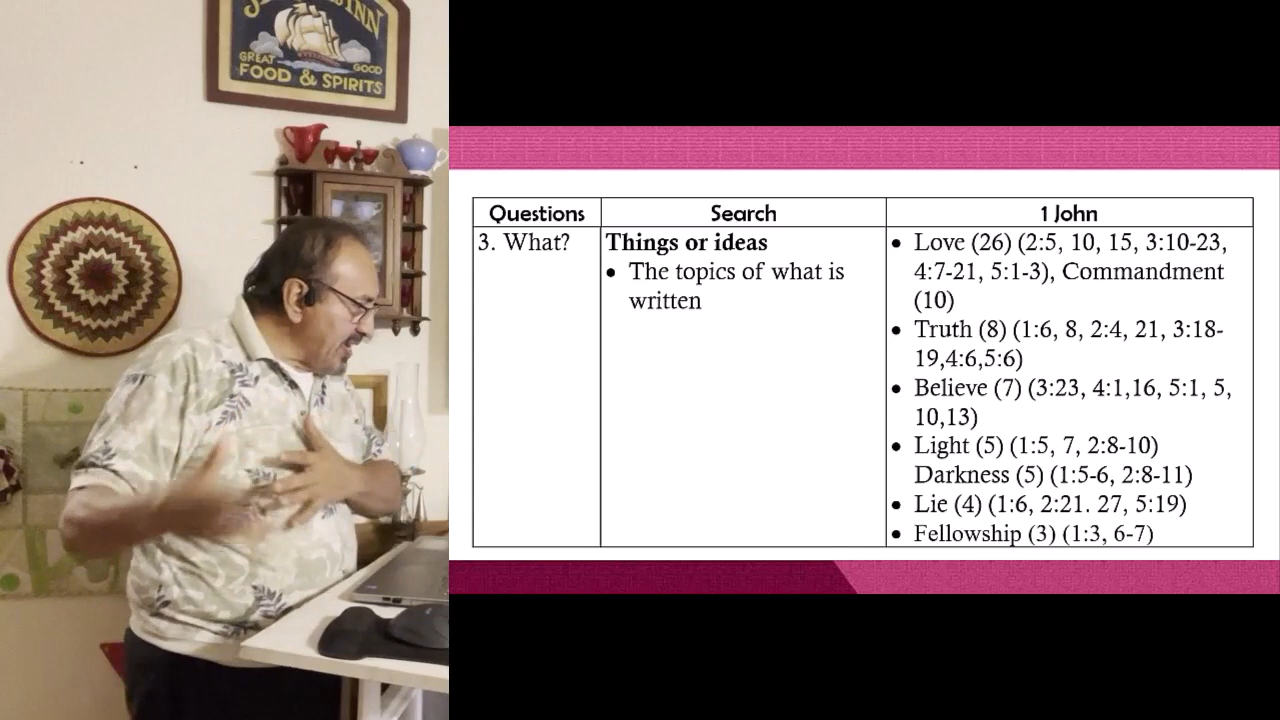 INN
GREAT GOOD
FOOD & SPIRITS
Questions Search 1 John
3. What? Things or ideas
• The topics of what is
written
• Love (26) (2:5, 10, 15, 3:10-23,
4:7-21, 5:1-3), Commandment
(10)
• Truth (8) (1:6, 8, 2:4, 21, 3:18-
19,4:6,5:6)
• Believe (7) (3:23, 4:1,16, 5:1, 5,
10,13)
• Light (5) (1:5, 7, 2:8-10)
Darkness (5) (1:5-6, 2:8-11)
• Lie (4) (1:6, 2:21. 27, 5:19)
• Fellowship (3) (1:3, 6-7)